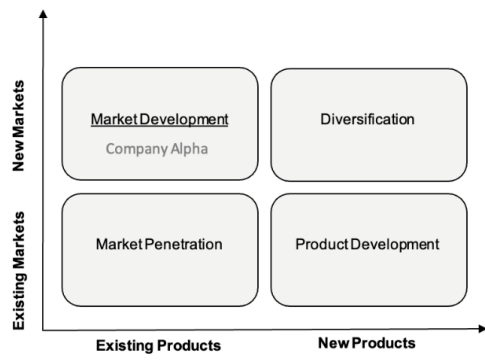 New Markets
Market Development
Company Alpha
Diversification
Existing Markets
Market Penetration
Product Development
Existing Products
New Products